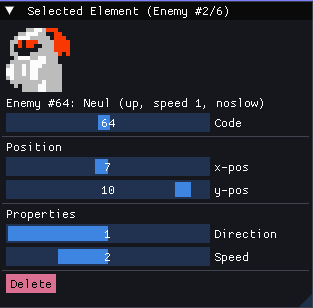 Selected Element (Enemy #2/6)
Enemy #64: Neul (up, speed 1, noslow)
64 Code
Position
7 x-pos
10 y-pos
Properties
1 Direction
2 Speed
Delete